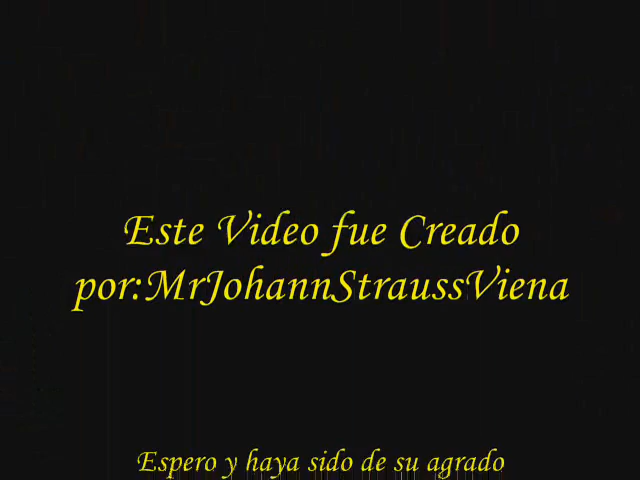 Este Video fue Creado
por:MrJohannStraussViena
Espero y haya sido de su agrado